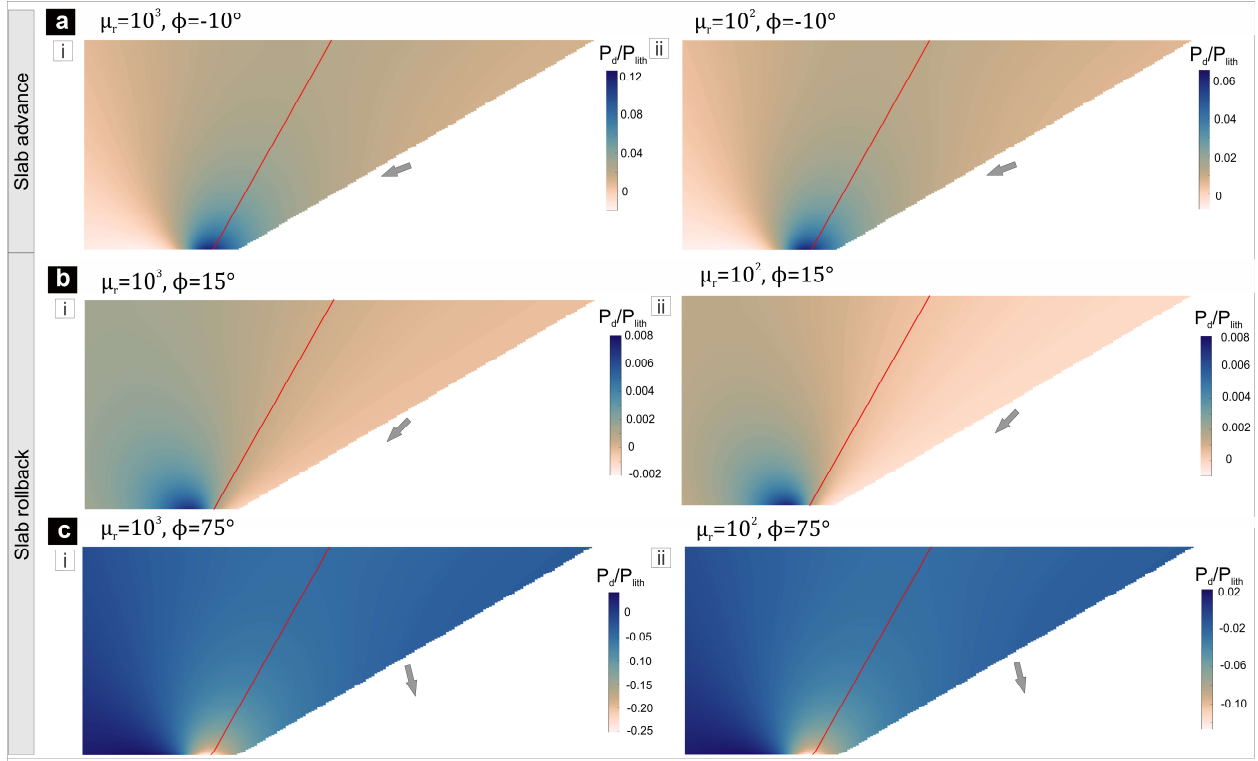 Slab advance
a
μr=10³, ϕ=-10°
i
Pd/Plith
0.12
0.08
0.04
0
μr=10², ϕ=-10°
ii
Pd/Plith
0.06
0.04
0.02
0
Slab rollback
b
μr=10³, ϕ=15°
i
Pd/Plith
0.008
0.006
0.004
0.002
0
-0.002
μr=10², ϕ=15°
ii
Pd/Plith
0.008
0.006
0.004
0.002
0
c
μr=10³, ϕ=75°
i
Pd/Plith
0
-0.05
-0.10
-0.15
-0.20
-0.25
μr=10², ϕ=75°
ii
Pd/Plith
0.02
-0.02
-0.06
-0.10